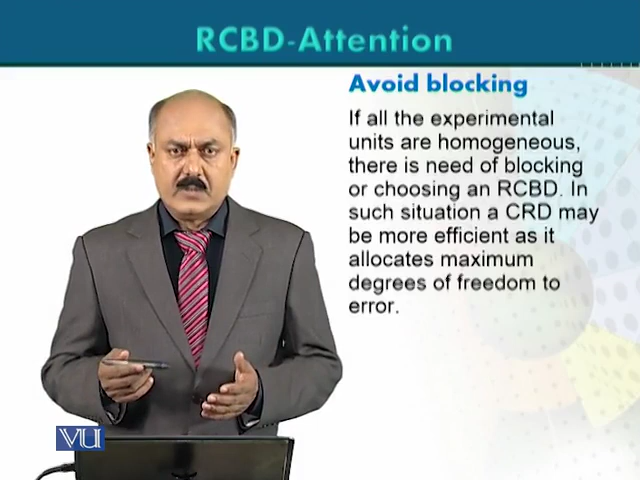 RCBD-Attention
Avoid blocking
If all the experimental
units are homogeneous,
there is need of blocking
or choosing an RCBD. In
such situation a CRD may
be more efficient as it
allocates maximum
degrees of freedom to
error.
VU